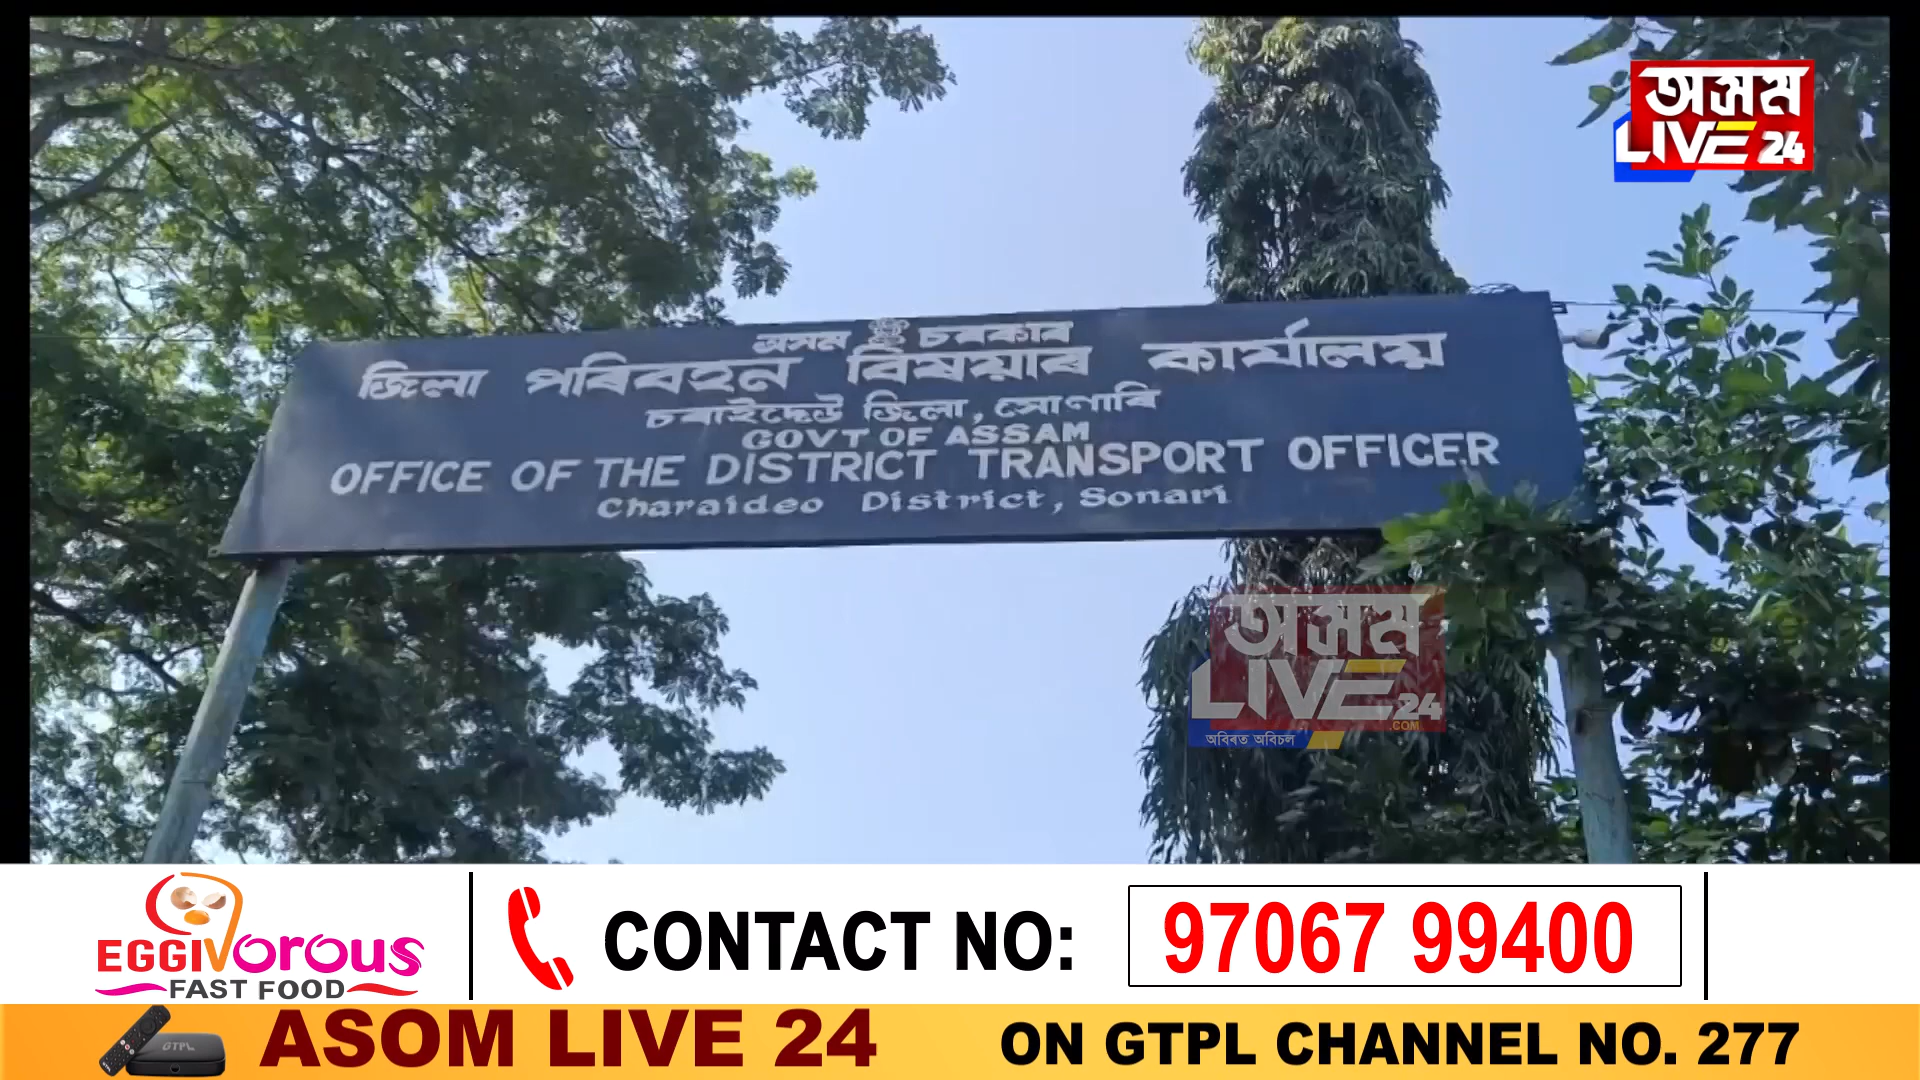 অসম
LIVE 24
অসম চৰকাৰ
জিলা পৰিবহন বিষয়াৰ কাৰ্যালয়
চৰাইদেউ জিলা, সোণাৰি
GOVT OF ASSAM
OFFICE OF THE DISTRICT TRANSPORT OFFICER
Charaideo District, Sonari
অসম
LIVE 24
.COM
অবিৰত অবিচল
EGGIVOROUS
FAST FOOD
CONTACT NO: 97067 99400
GTPL
ASOM LIVE 24 ON GTPL CHANNEL NO. 277